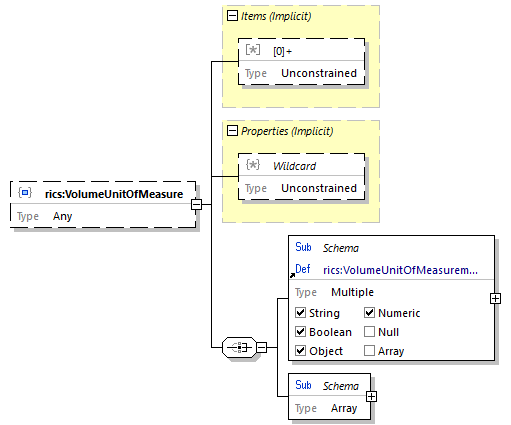 Items (Implicit)
[*] [0]+
Type Unconstrained
Properties (Implicit)
{*} Wildcard
Type Unconstrained
rics:VolumeUnitOfMeasure
Type Any
Sub Schema
Def rics:VolumeUnitOfMeasurem...
Type Multiple
String Numeric
Boolean Null
Object Array
Sub Schema
Type Array